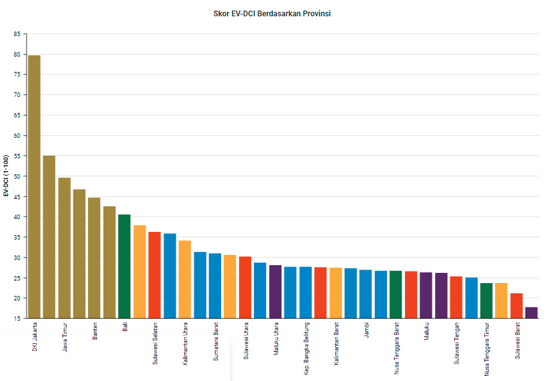 Skor EV-DCI Berdasarkan Provinsi
EV-DCI (1-100)
85
80
75
70
65
60
55
50
45
40
35
30
25
20
15
DKI Jakarta
Jawa Timur
Banten
Bali
Sulawesi Selatan
Kalimantan Utara
Sumatera Barat
Sulawesi Utara
Maluku Utara
Kep. Bangka Belitung
Kalimantan Barat
Jambi
Nusa Tenggara Barat
Maluku
Sulawesi Tengah
Nusa Tenggara Timur
Sulawesi Barat